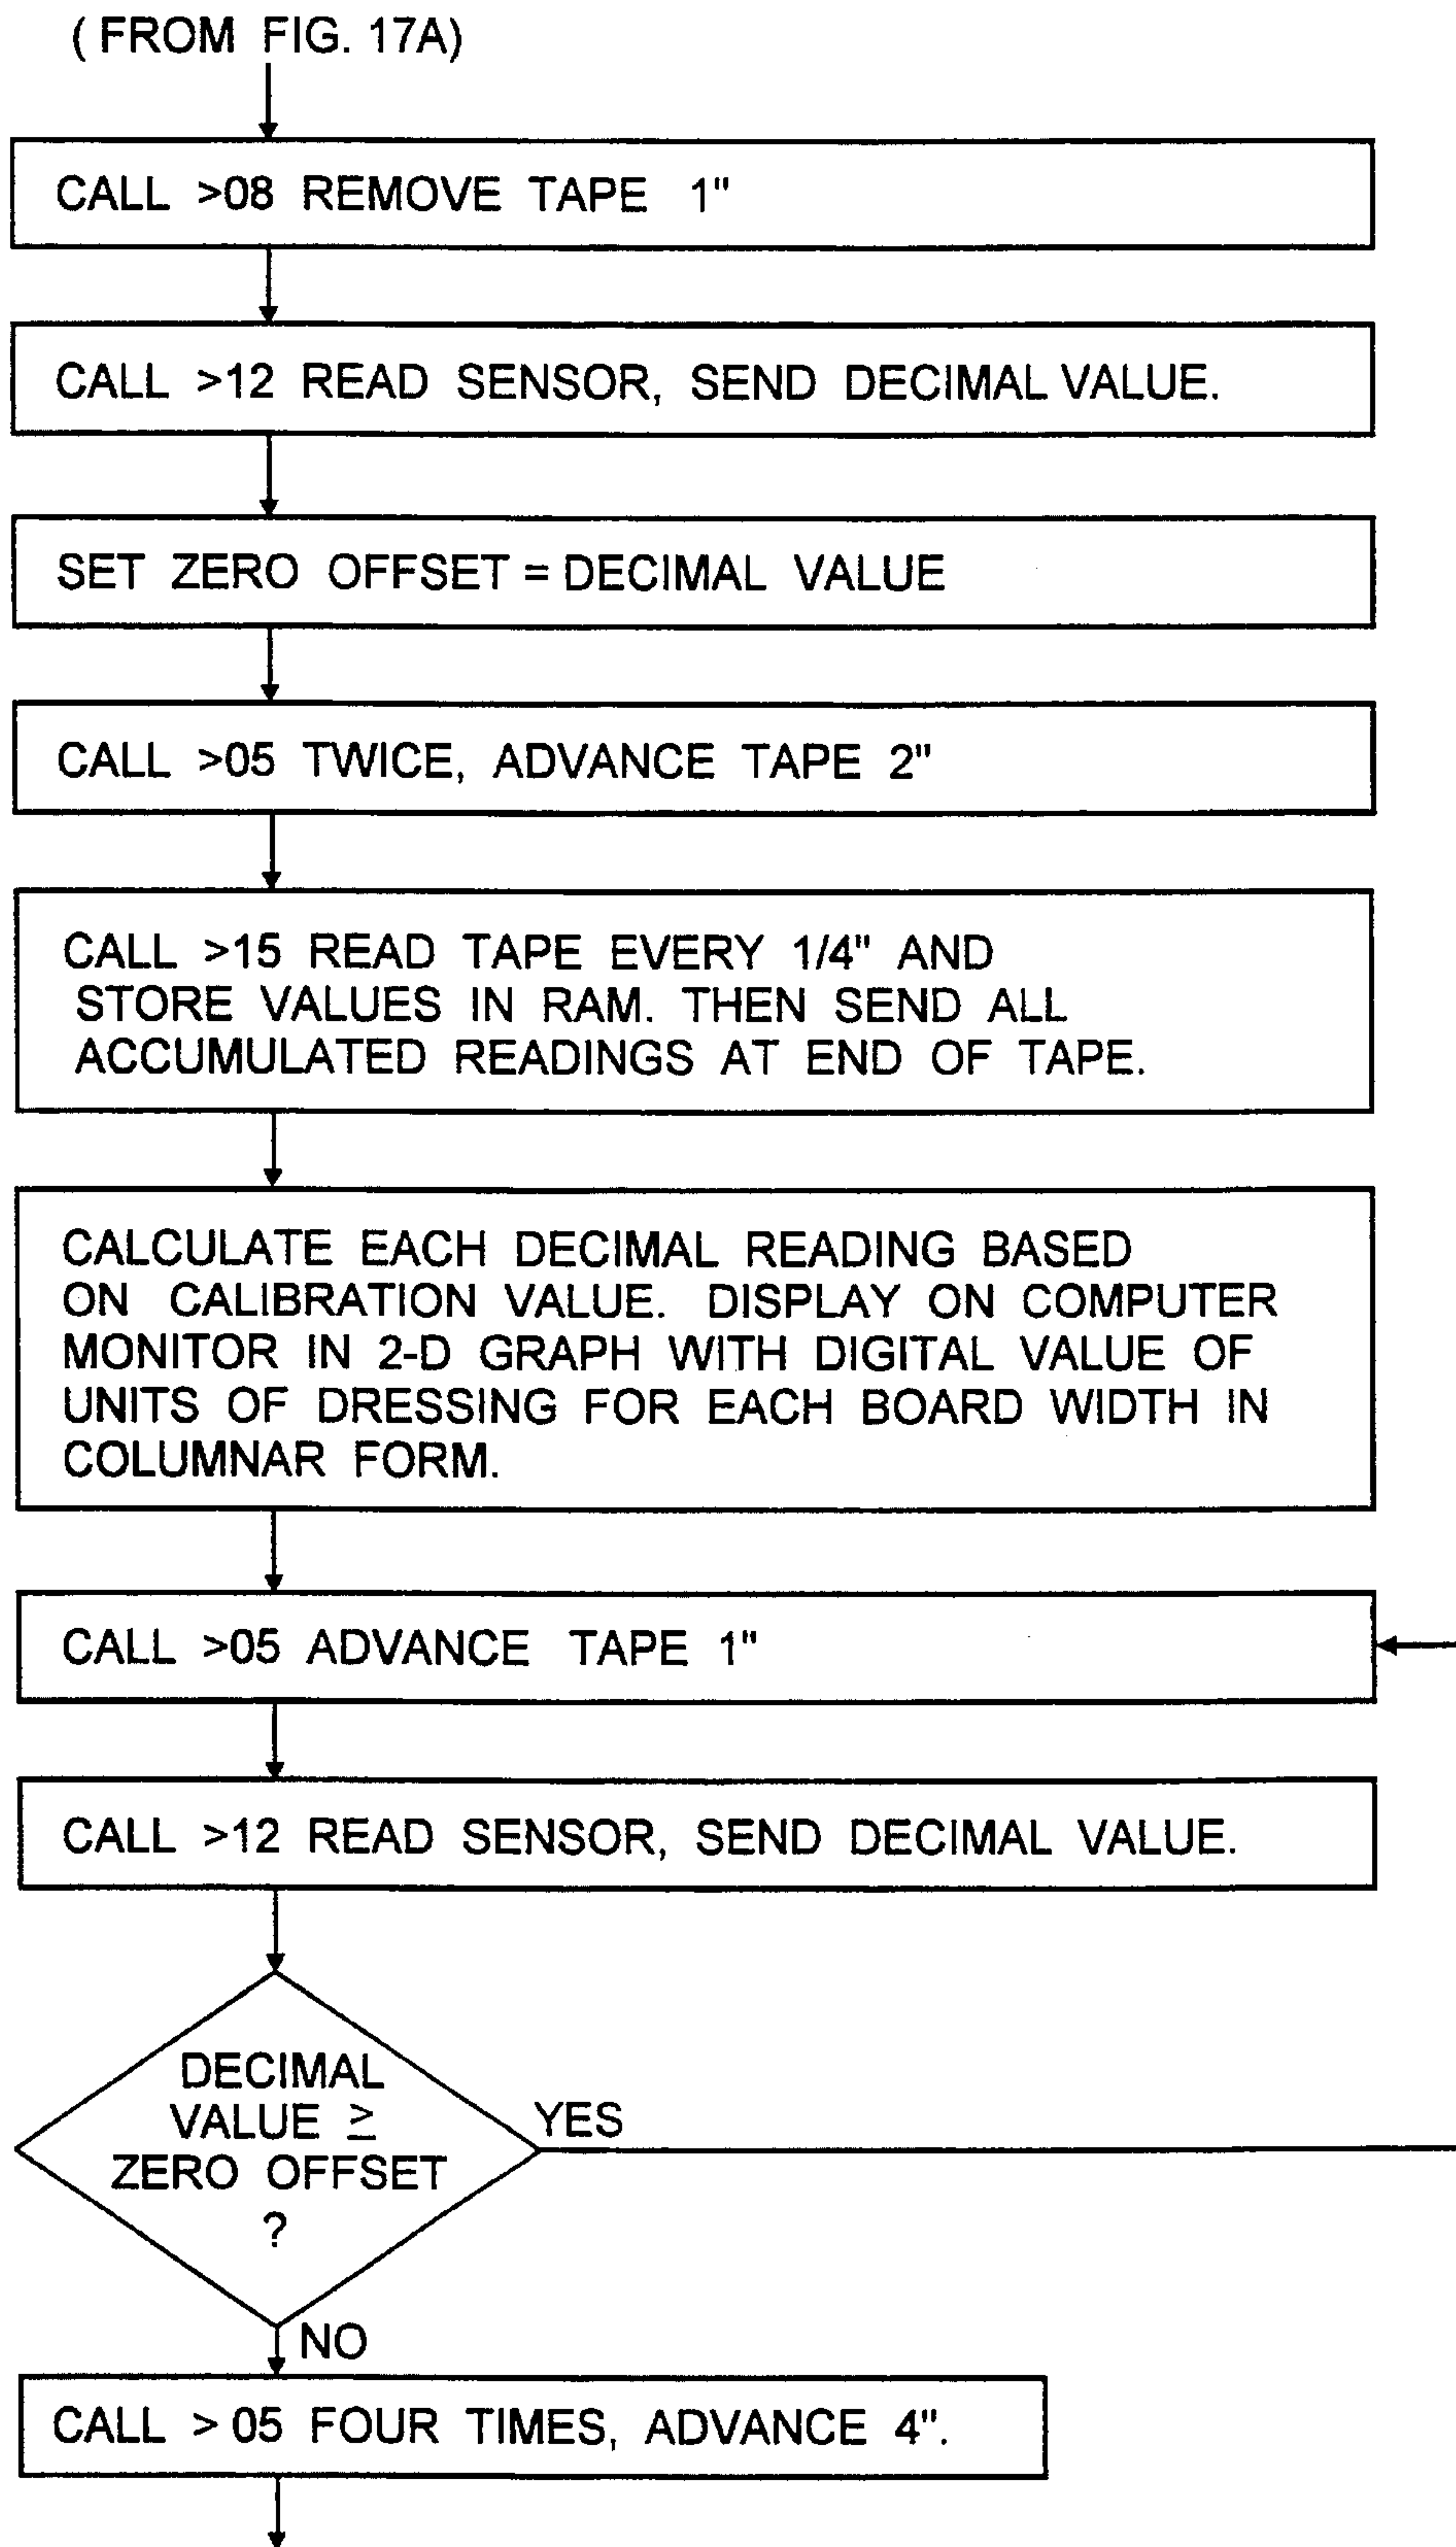 ( FROM FIG. 17A)
CALL >08 REMOVE TAPE 1"
CALL >12 READ SENSOR, SEND DECIMAL VALUE.
SET ZERO OFFSET = DECIMAL VALUE
CALL >05 TWICE, ADVANCE TAPE 2"
CALL >15 READ TAPE EVERY 1/4" AND
STORE VALUES IN RAM. THEN SEND ALL
ACCUMULATED READINGS AT END OF TAPE.
CALCULATE EACH DECIMAL READING BASED
ON CALIBRATION VALUE. DISPLAY ON COMPUTER
MONITOR IN 2-D GRAPH WITH DIGITAL VALUE OF
UNITS OF DRESSING FOR EACH BOARD WIDTH IN
COLUMNAR FORM.
CALL >05 ADVANCE TAPE 1"
CALL >12 READ SENSOR, SEND DECIMAL VALUE.
DECIMAL
VALUE ≥
ZERO OFFSET
?
YES
NO
CALL > 05 FOUR TIMES, ADVANCE 4".